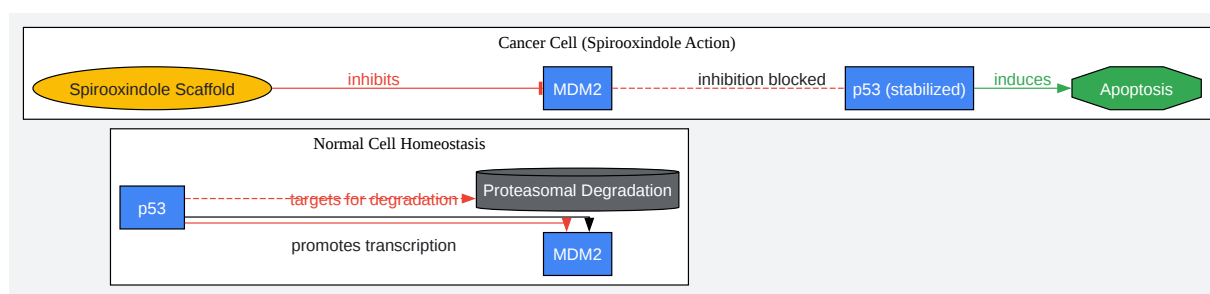 Cancer Cell (Spirooxindole Action)
Spirooxindole Scaffold
inhibits
MDM2
inhibition blocked
p53 (stabilized)
induces
Apoptosis
Normal Cell Homeostasis
p53
targets for degradation
Proteasomal Degradation
promotes transcription
MDM2